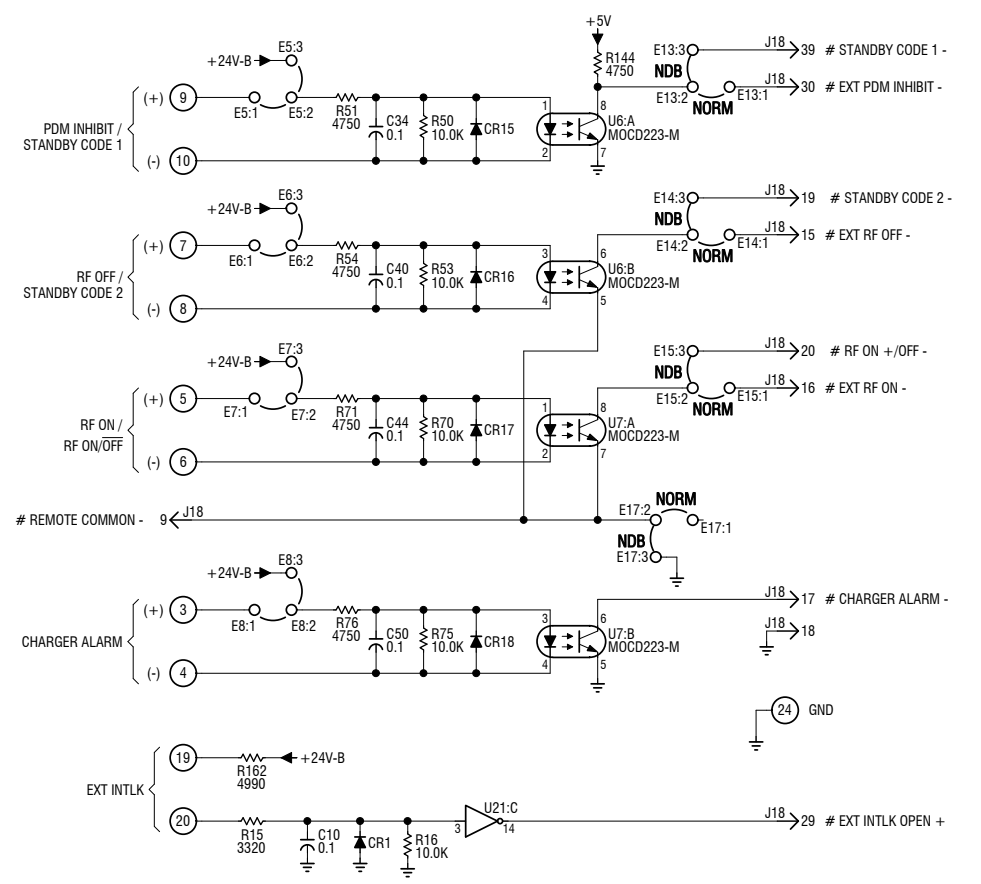 +5V
E5:3
+24V-B
R144
4750
E13:3
NDB
J18
39 # STANDBY CODE 1 -
(+) 9
E5:1
E5:2
R51
4750
C34
0.1
R50
10.0K
CR15
1
8
U6:A
MOCD223-M
2
7
E13:2
NORM
E13:1
J18
30 # EXT PDM INHIBIT -
PDM INHIBIT /
STANDBY CODE 1
(-) 10
E6:3
+24V-B
E14:3
NDB
J18
19 # STANDBY CODE 2 -
(+) 7
E6:1
E6:2
R54
4750
C40
0.1
R53
10.0K
CR16
3
6
U6:B
MOCD223-M
4
5
E14:2
NORM
E14:1
J18
15 # EXT RF OFF -
RF OFF /
STANDBY CODE 2
(-) 8
E7:3
+24V-B
E15:3
NDB
J18
20 # RF ON +/OFF -
(+) 5
E7:1
E7:2
R71
4750
C44
0.1
R70
10.0K
CR17
1
8
U7:A
MOCD223-M
2
7
E15:2
NORM
E15:1
J18
16 # EXT RF ON -
RF ON /
RF ON/OFF
(-) 6
# REMOTE COMMON - 9 J18
E17:2
NORM
E17:1
NDB
E17:3
E8:3
+24V-B
(+) 3
E8:1
E8:2
R76
4750
C50
0.1
R75
10.0K
CR18
3
6
U7:B
MOCD223-M
4
5
J18
17 # CHARGER ALARM -
J18
18
CHARGER ALARM
(-) 4
24 GND
19
R162
4990
+24V-B
EXT INTLK
20
R15
3320
C10
0.1
CR1
R16
10.0K
3
U21:C
14
J18
29 # EXT INTLK OPEN +